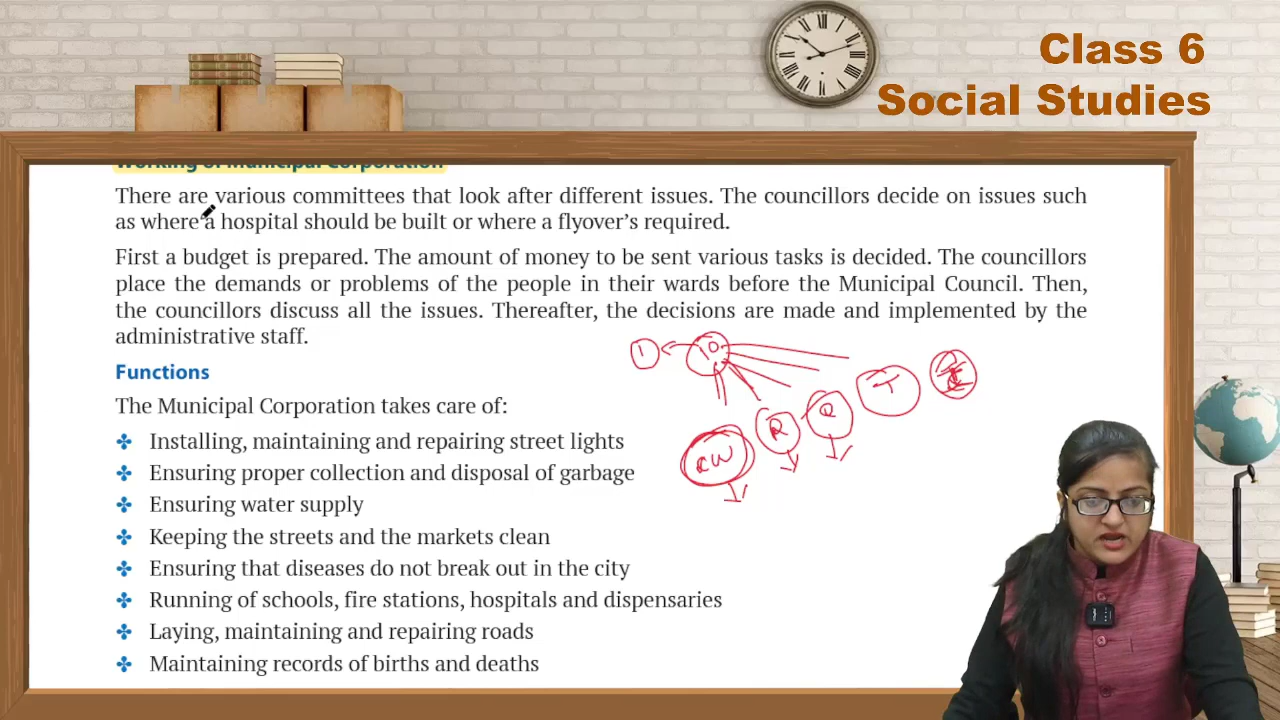 Class 6
Social Studies
Working of Municipal Corporation
There are various committees that look after different issues. The councillors decide on issues such
as where a hospital should be built or where a flyover's required.
First a budget is prepared. The amount of money to be sent various tasks is decided. The councillors
place the demands or problems of the people in their wards before the Municipal Council. Then,
the councillors discuss all the issues. Thereafter, the decisions are made and implemented by the
administrative staff.
1 10
T
R R
RW
Functions
The Municipal Corporation takes care of:
Installing, maintaining and repairing street lights
Ensuring proper collection and disposal of garbage
Ensuring water supply
Keeping the streets and the markets clean
Ensuring that diseases do not break out in the city
Running of schools, fire stations, hospitals and dispensaries
Laying, maintaining and repairing roads
Maintaining records of births and deaths